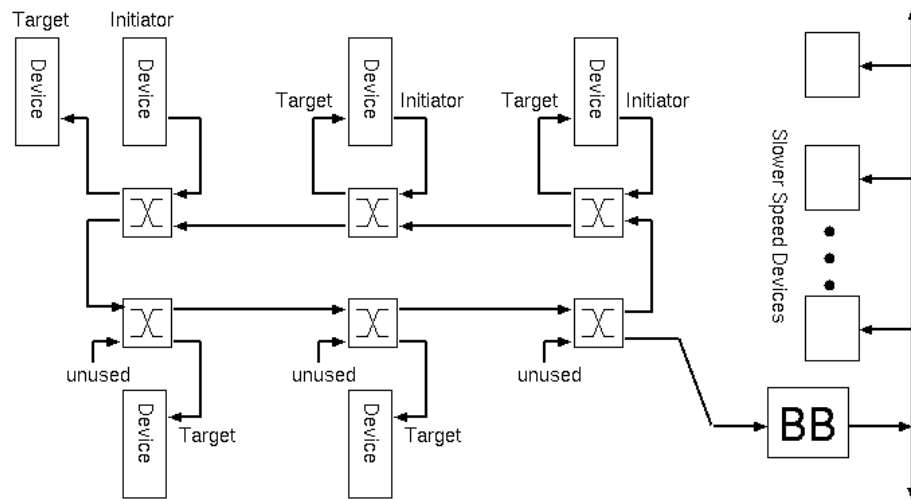 Target
Initiator
Device
Device
Device
Device
Target
Initiator
Target
Initiator
Slower Speed Devices
unused
unused
unused
Device
Target
Device
Target
BB